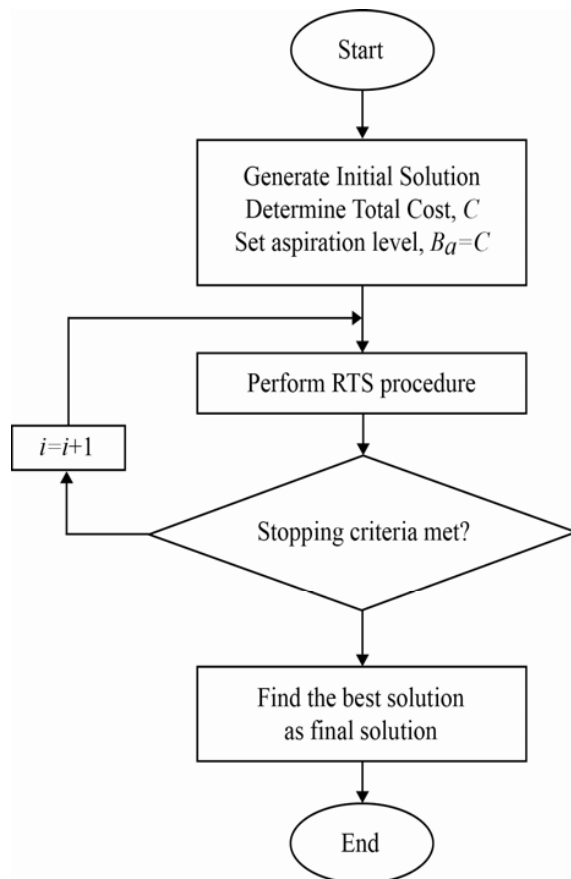 Start
Generate Initial Solution
Determine Total Cost, C
Set aspiration level, Ba=C
Perform RTS procedure
i=i+1
Stopping criteria met?
Find the best solution
as final solution
End